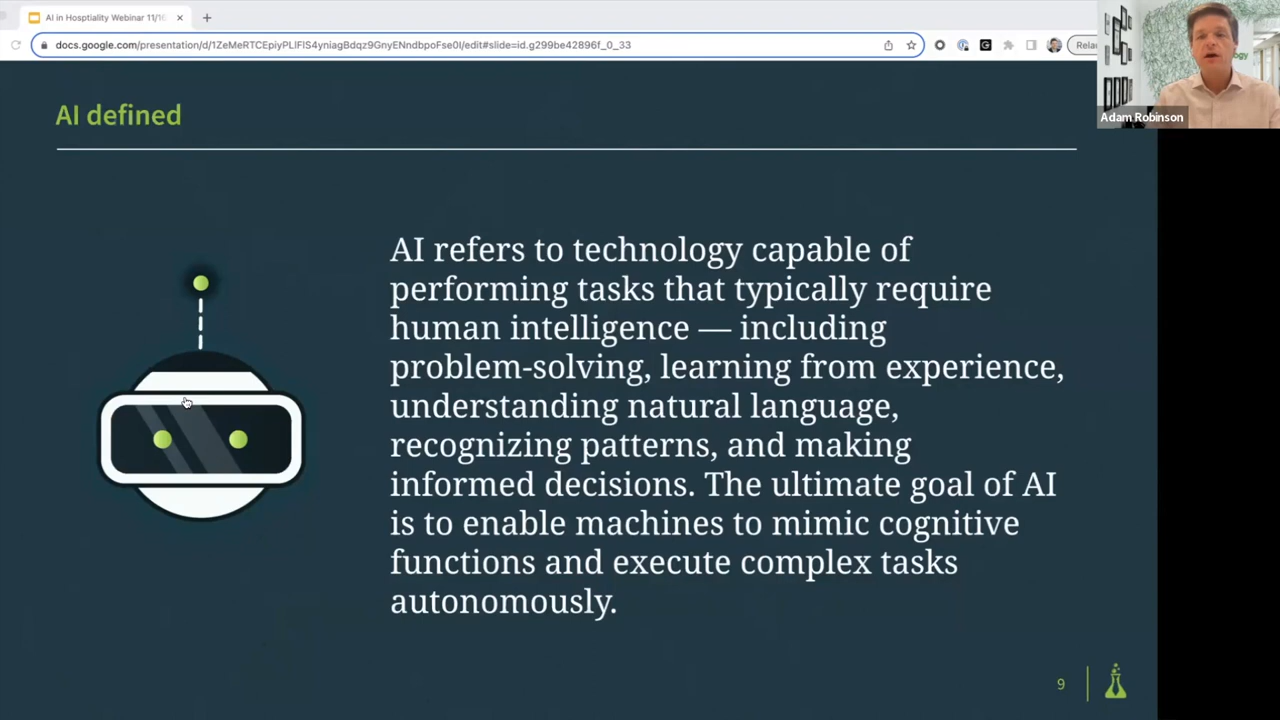 AI in Hosptiality Webinar 11/16
docs.google.com/presentation/d/1ZeMeRTCEpiyPLIFlS4yniagBdqz9GnyENndbpoFse0I/edit#slide=id.g299be42896f_0_33
Rela
Adam Robinson
AI defined
AI refers to technology capable of
performing tasks that typically require
human intelligence — including
problem-solving, learning from experience,
understanding natural language,
recognizing patterns, and making
informed decisions. The ultimate goal of AI
is to enable machines to mimic cognitive
functions and execute complex tasks
autonomously.
9